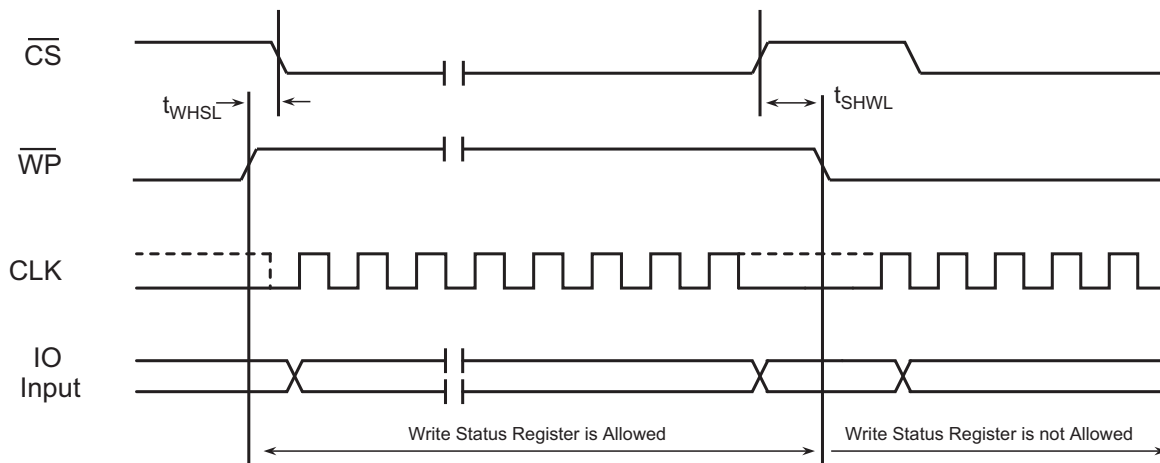 CS
tWHSL
tSHWL
WP
CLK
IO
Input
Write Status Register is Allowed
Write Status Register is not Allowed